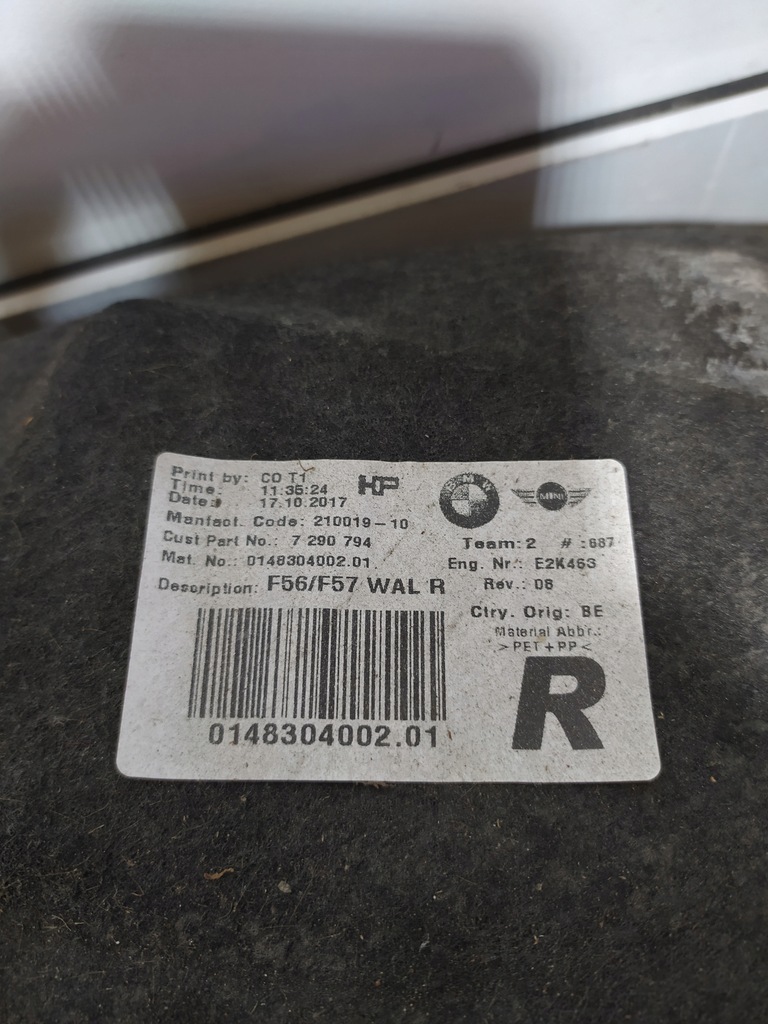 Print by: CO T1
Time: 11:35:24
Date: 17.10.2017
HP
BMW
MINI
Manfact. Code: 210019-10
Cust Part No.: 7 290 794
Team: 2 # :687
Mat. No.: 0148304002.01
Eng. Nr.: E2K463
Description: F56/F57 WAL R
Rev.: 06
Ctry. Orig: BE
Material Abbr.:
>PET+PP<
R
0148304002.01